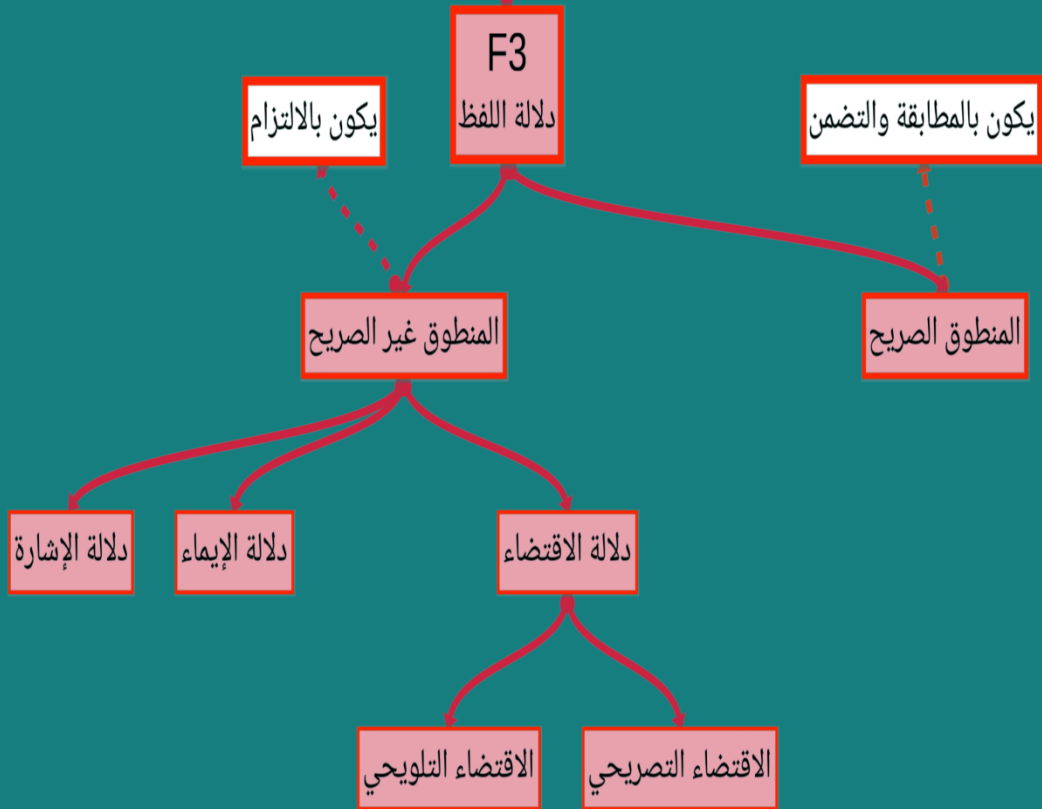 F3
دلالة اللفظ
يكون بالمطابقة والتضمن
يكون بالالتزام
المنطوق الصريح
المنطوق غير الصريح
دلالة الاقتضاء
دلالة الإيماء
دلالة الإشارة
الاقتضاء التصريحي
الاقتضاء التلويحي